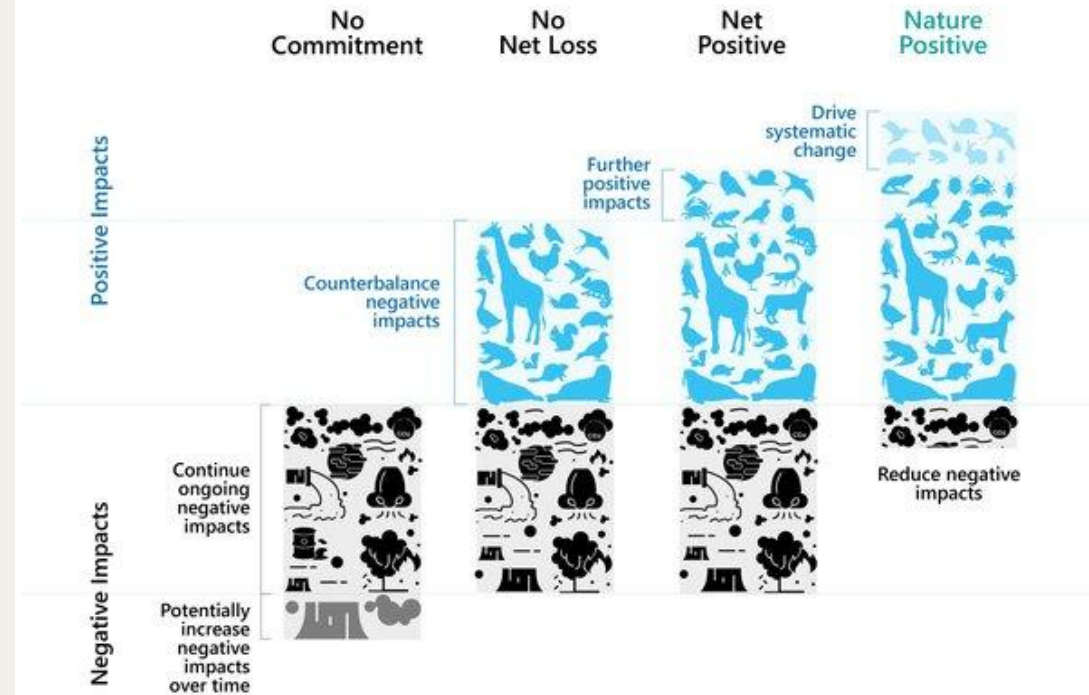 No
Commitment
No
Net Loss
Net
Positive
Nature
Positive
Positive Impacts
Drive
systematic
change
Further
positive
impacts
Counterbalance
negative
impacts
Negative Impacts
Continue
ongoing
negative
impacts
Reduce negative
impacts
Potentially
increase
negative
impacts
over time